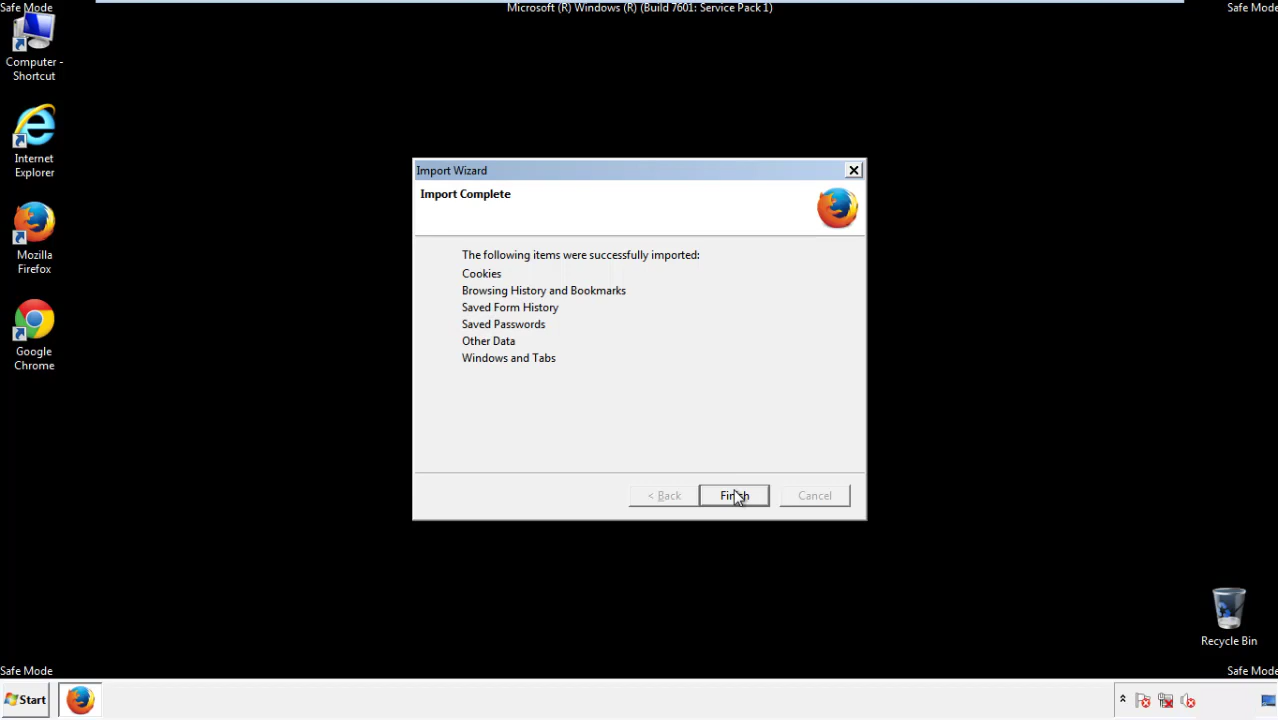 Safe Mode
Microsoft (R) Windows (R) (Build 7601: Service Pack 1)
Safe Mode
Computer -
Shortcut
Internet
Explorer
Mozilla
Firefox
Google
Chrome
Import Wizard
Import Complete
The following items were successfully imported:
Cookies
Browsing History and Bookmarks
Saved Form History
Saved Passwords
Other Data
Windows and Tabs
< Back
Finish
Cancel
Recycle Bin
Safe Mode
Safe Mode
Start